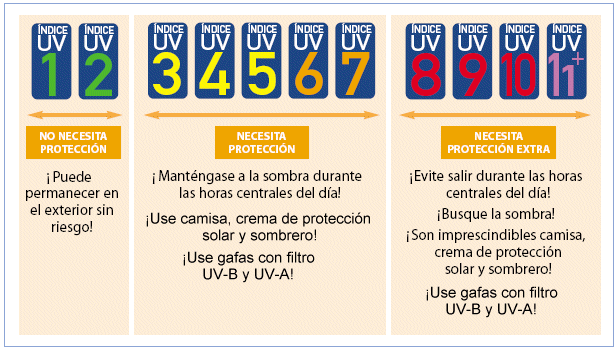 ÍNDICE UV 1
ÍNDICE UV 2
ÍNDICE UV 3
ÍNDICE UV 4
ÍNDICE UV 5
ÍNDICE UV 6
ÍNDICE UV 7
ÍNDICE UV 8
ÍNDICE UV 9
ÍNDICE UV 10
ÍNDICE UV 11+
NO NECESITA
PROTECCIÓN
¡Puede
permanecer en
el exterior sin
riesgo!
NECESITA
PROTECCIÓN
¡Manténgase a la sombra durante
las horas centrales del día!
¡Use camisa, crema de protección
solar y sombrero!
¡Use gafas con filtro
UV-B y UV-A!
NECESITA
PROTECCIÓN EXTRA
¡Evite salir durante las horas
centrales del día!
¡Busque la sombra!
¡Son imprescindibles camisa,
crema de protección
solar y sombrero!
¡Use gafas con filtro
UV-B y UV-A!